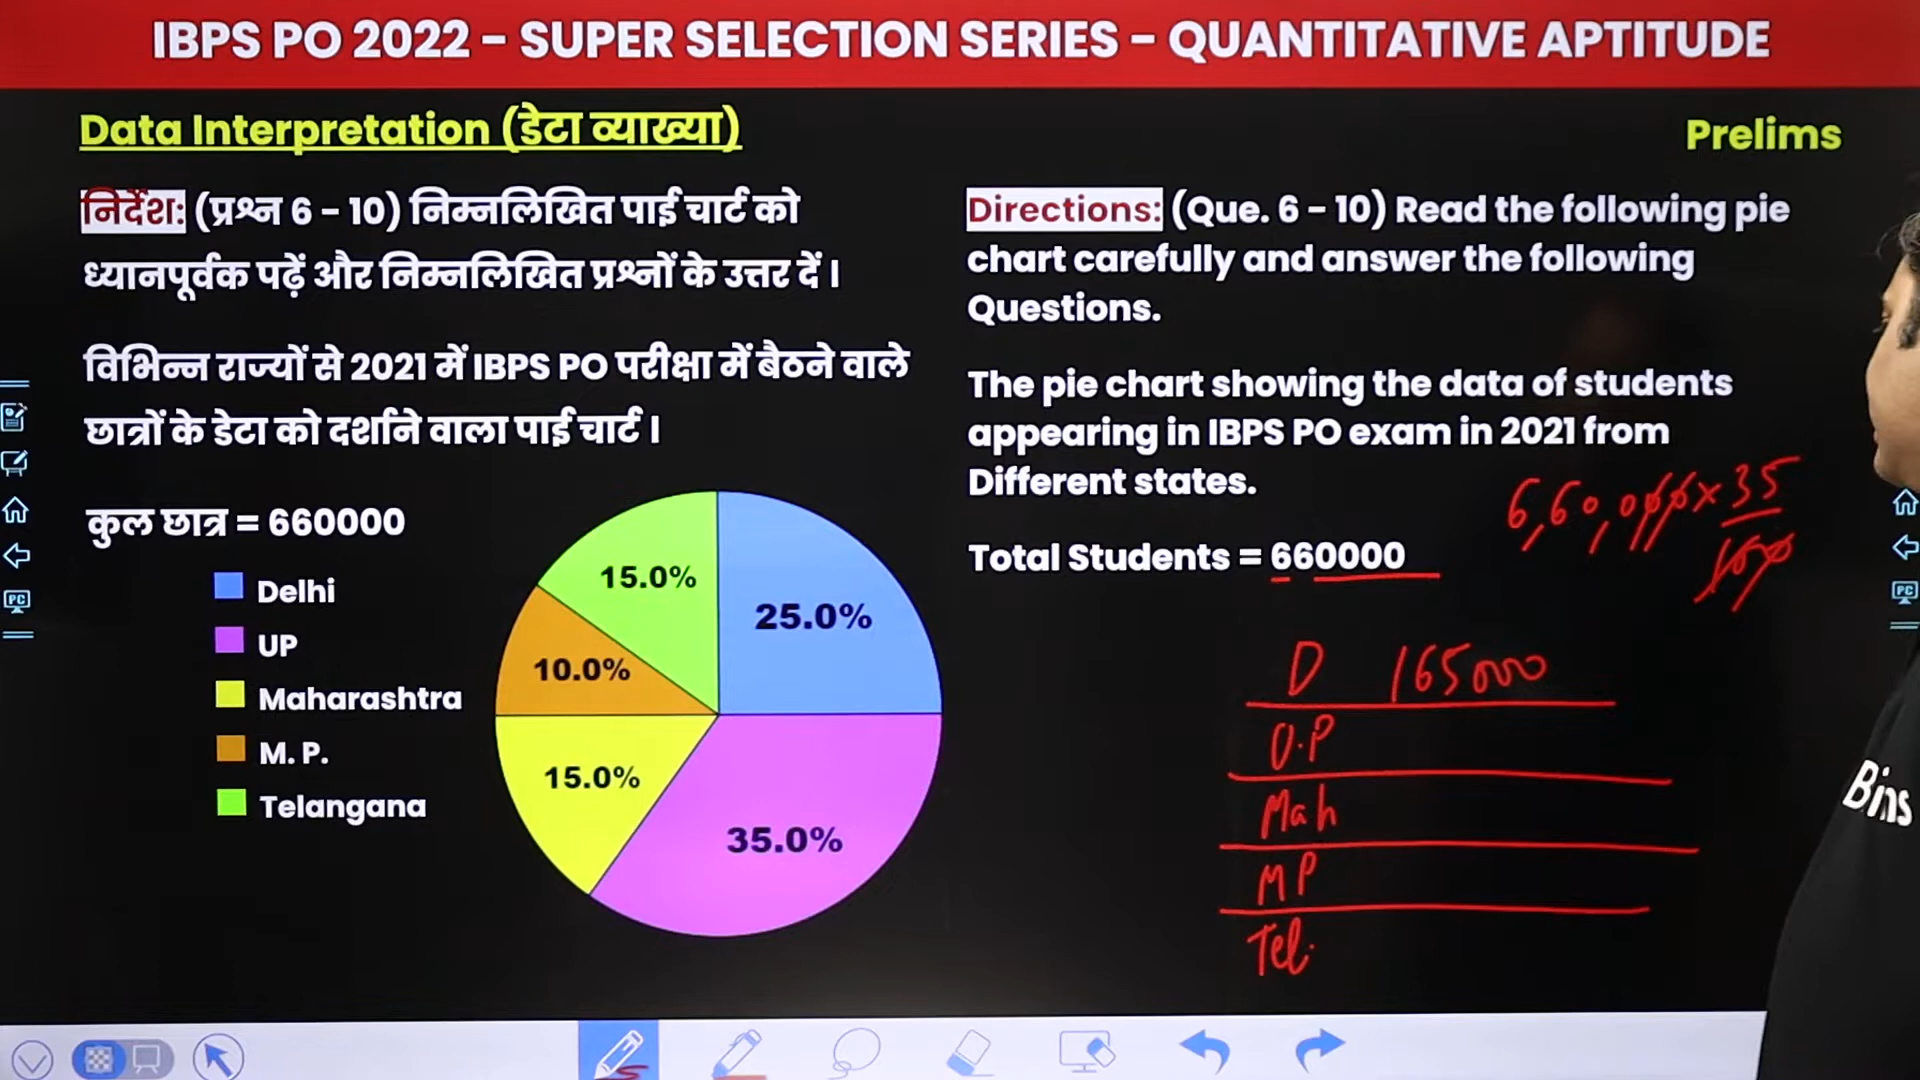 IBPS PO 2022 - SUPER SELECTION SERIES - QUANTITATIVE APTITUDE
Data Interpretation (डेटा व्याख्या)
Prelims
निर्देश: (प्रश्न 6 - 10) निम्नलिखित पाई चार्ट को
ध्यानपूर्वक पढ़ें और निम्नलिखित प्रश्नों के उत्तर दें ।
विभिन्न राज्यों से 2021 में IBPS PO परीक्षा में बैठने वाले
छात्रों के डेटा को दर्शाने वाला पाई चार्ट ।
कुल छात्र = 660000
Delhi
UP
Maharashtra
M. P.
Telangana
15.0%
25.0%
10.0%
15.0%
35.0%
Directions: (Que. 6 - 10) Read the following pie
chart carefully and answer the following
Questions.
The pie chart showing the data of students
appearing in IBPS PO exam in 2021 from
Different states.
Total Students = 660000
6,60,000 x 35
100
D 165000
U.P
Mah
MP
Tel.
PC
PC